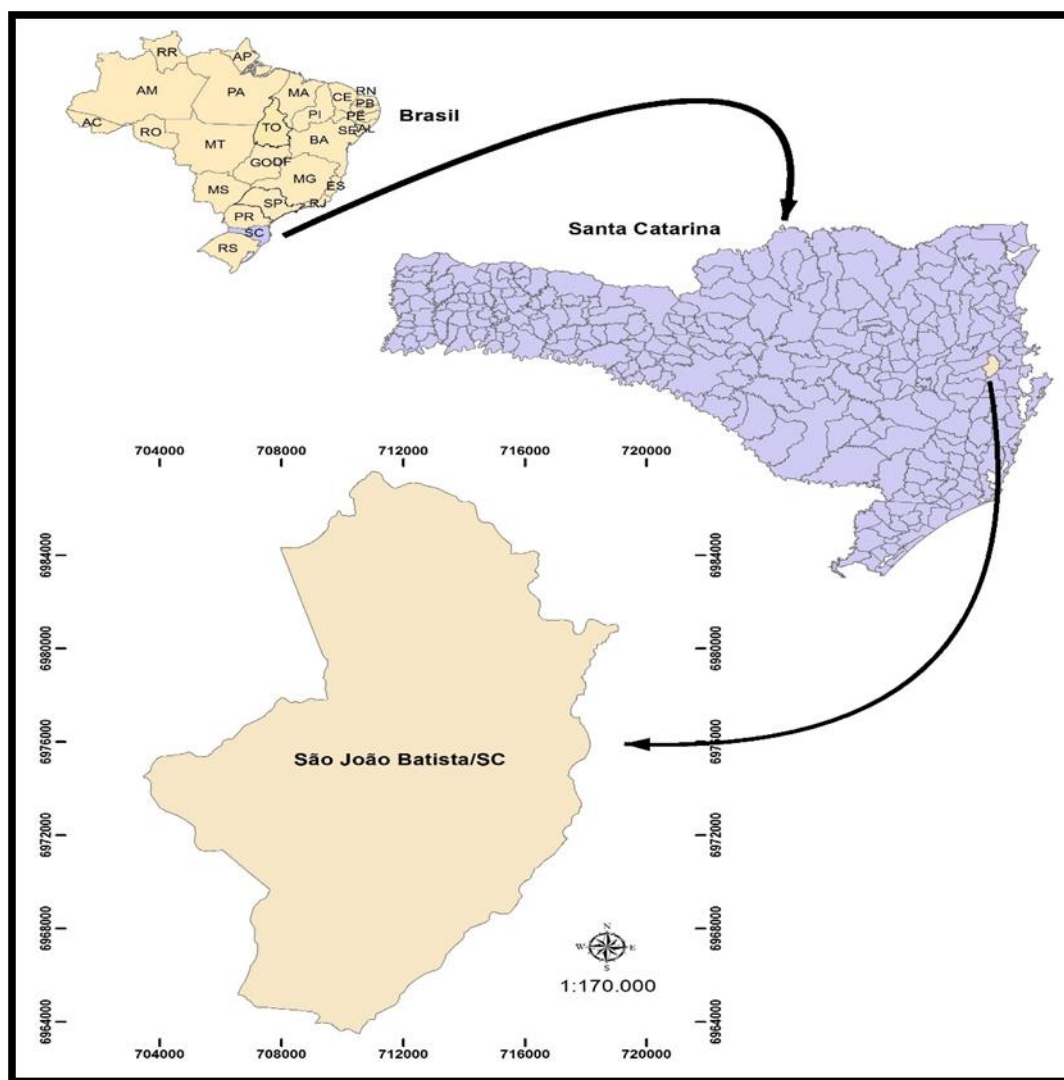 RR
AP
AM
PA
MA
CE
RN
PB
PI
PE
AC
TO
SE
AL
RO
BA
MT
GO
DF
MG
MS
ES
SP
RJ
PR
SC
RS
Brasil
Santa Catarina
704000
708000
712000
716000
720000
6984000
6984000
6980000
6980000
6976000
6976000
São João Batista/SC
6972000
6972000
6968000
6968000
N
W
E
S
1:170.000
6964000
6964000
704000
708000
712000
716000
720000